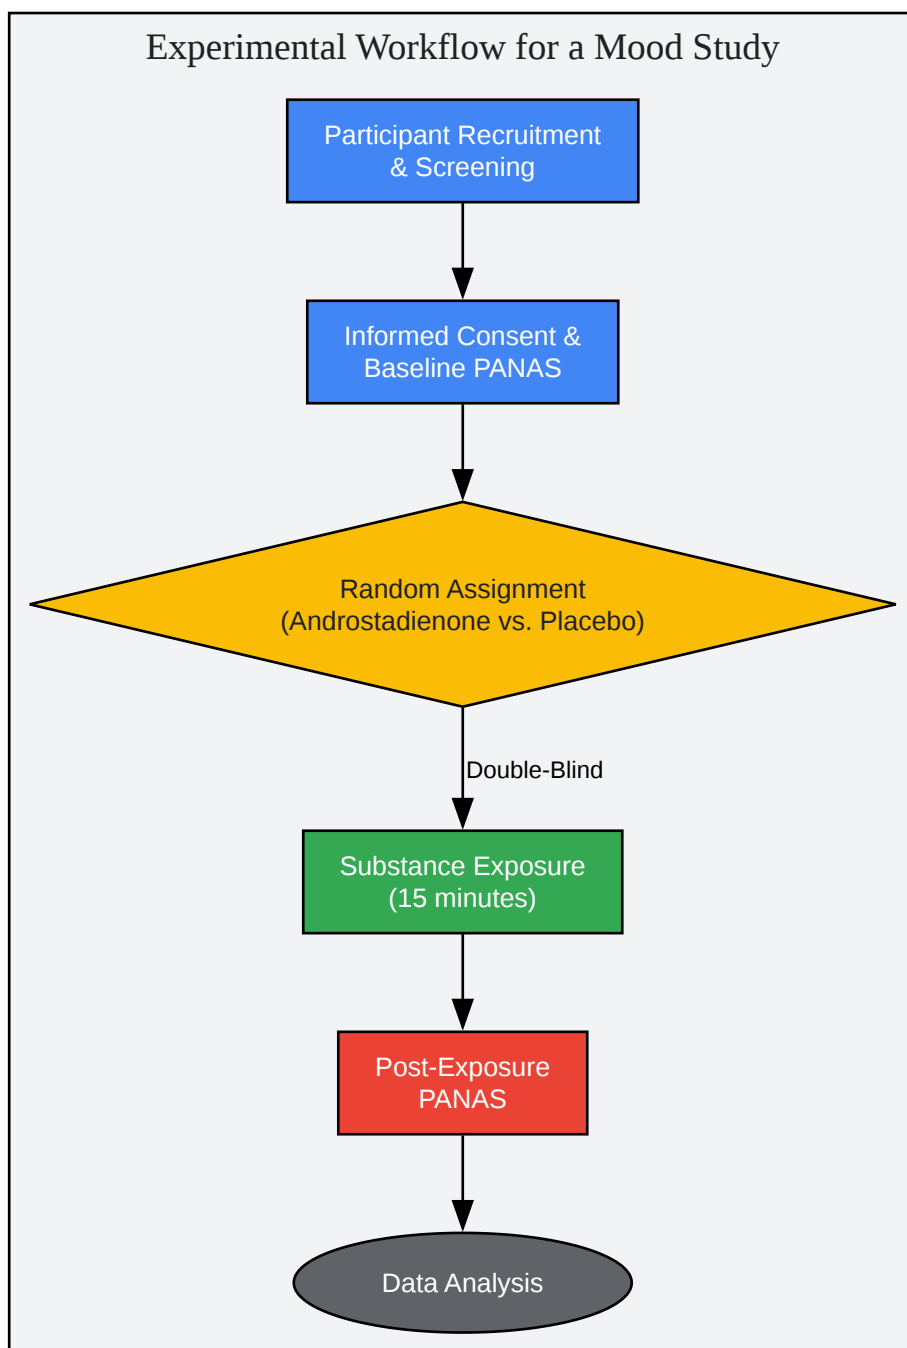 Experimental Workflow for a Mood Study
Participant Recruitment
& Screening
Informed Consent &
Baseline PANAS
Random Assignment
(Androstadienone vs. Placebo)
Double-Blind
Substance Exposure
(15 minutes)
Post-Exposure
PANAS
Data Analysis